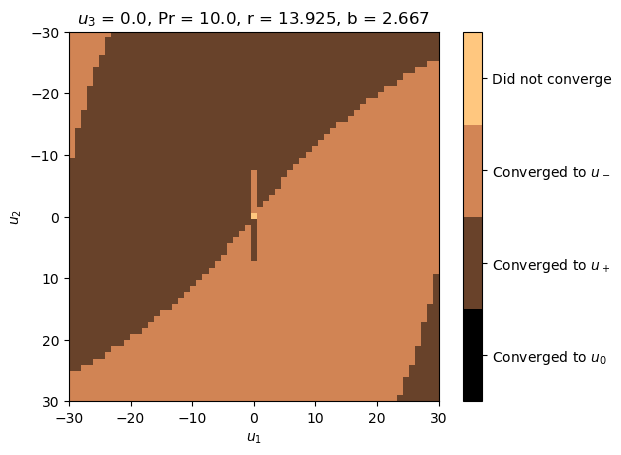 u₃ = 0.0, Pr = 10.0, r = 13.925, b = 2.667
−30
−20
−10
0
10
20
30
u₂
−30
−20
−10
0
10
20
30
u₁
Did not converge
Converged to u₋
Converged to u₊
Converged to u₀